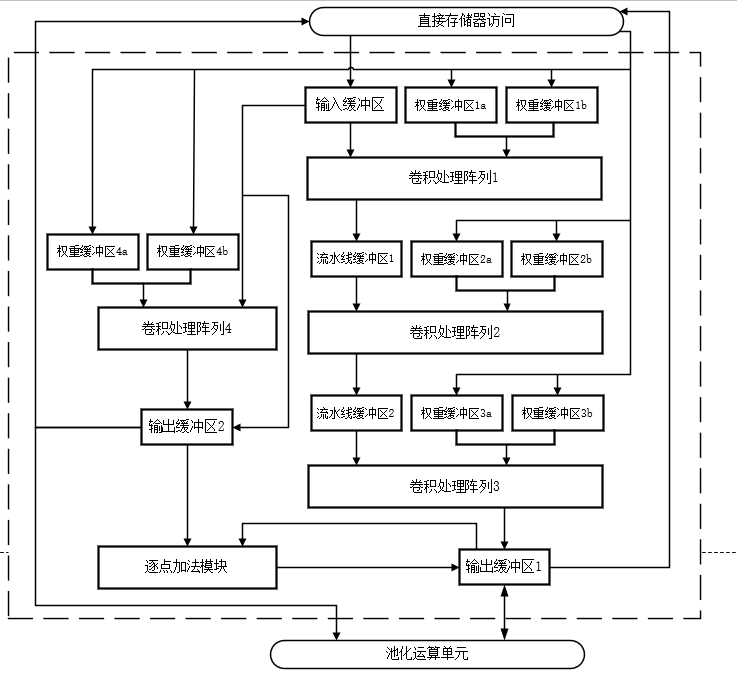 直接存储器访问
输入缓冲区
权重缓冲区1a
权重缓冲区1b
卷积处理阵列1
权重缓冲区4a
权重缓冲区4b
流水线缓冲区1
权重缓冲区2a
权重缓冲区2b
卷积处理阵列4
卷积处理阵列2
输出缓冲区2
流水线缓冲区2
权重缓冲区3a
权重缓冲区3b
卷积处理阵列3
逐点加法模块
输出缓冲区1
池化运算单元